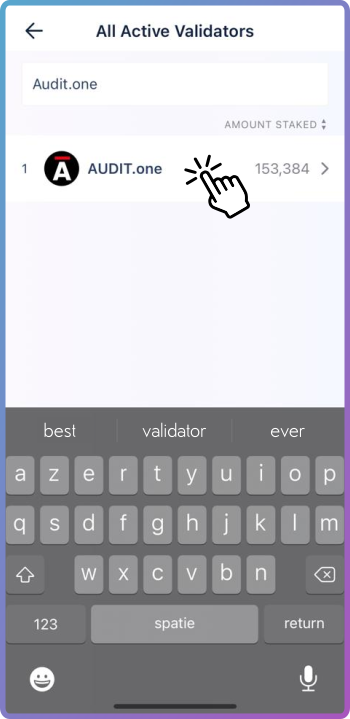 All Active Validators
Audit.one
AMOUNT STAKED
1 A AUDIT.one 153,384
best validator ever
a z e r t y u i o p
q s d f g h j k l m
w x c v b n
123 spatie return